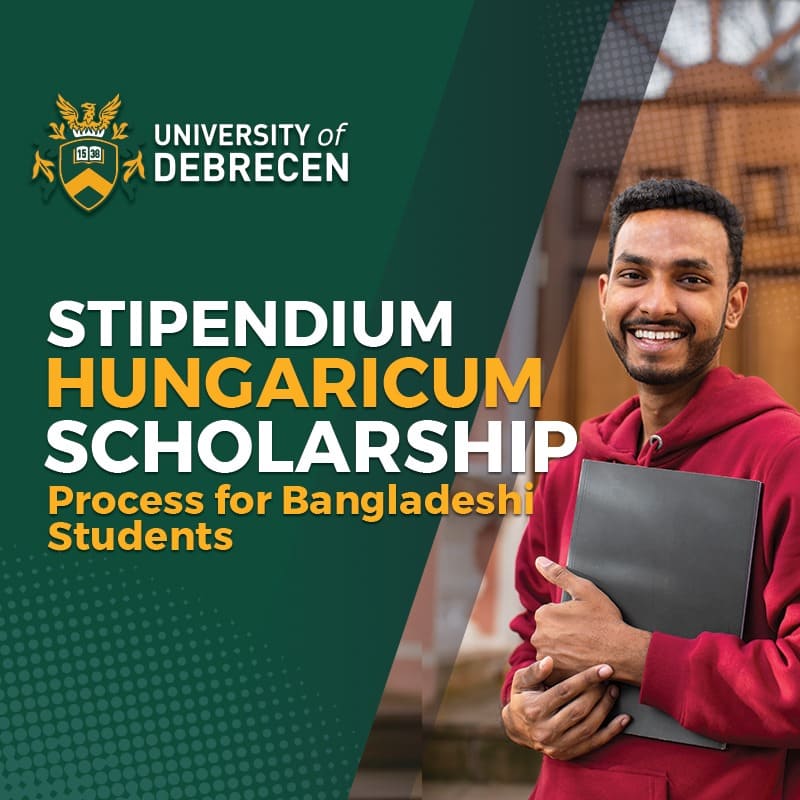 15 38
UNIVERSITY of
DEBRECEN
STIPENDIUM
HUNGARICUM
SCHOLARSHIP
Process for Bangladeshi
Students